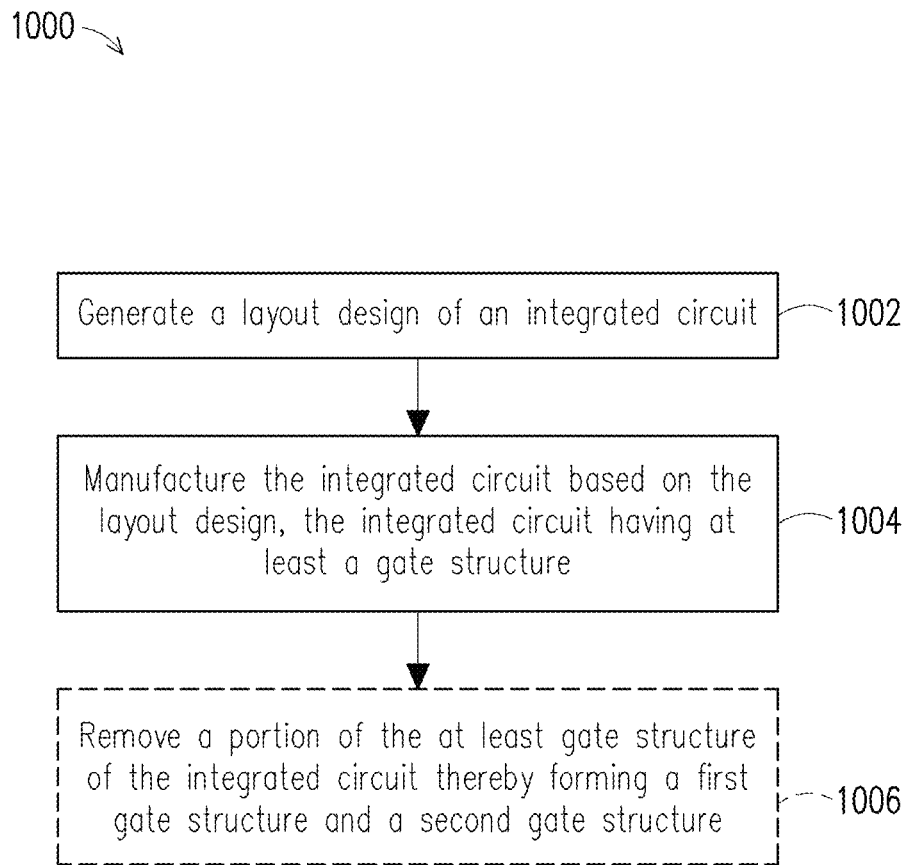 1000
Generate a layout design of an integrated circuit
1002
Manufacture the integrated circuit based on the
layout design, the integrated circuit having at
least a gate structure
1004
Remove a portion of the at least gate structure
of the integrated circuit thereby forming a first
gate structure and a second gate structure
1006